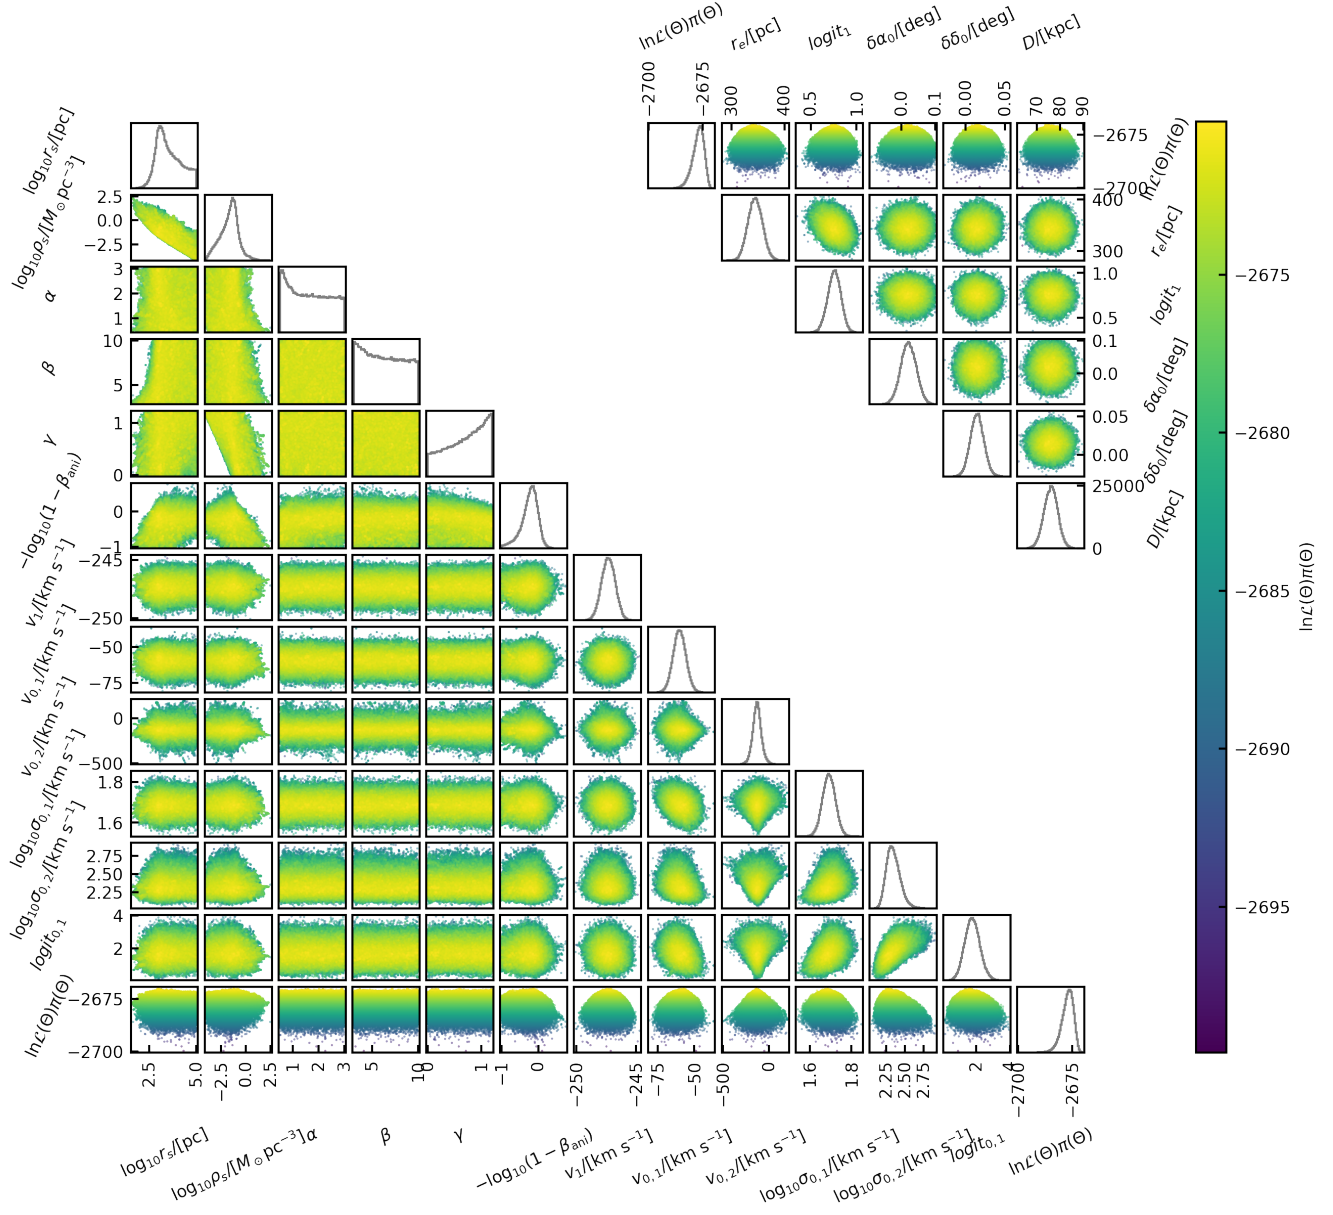 lnℒ(Θ)π(Θ)
r_e/[pc]
logit_1
δα_0/[deg]
δδ_0/[deg]
D/[kpc]
−2700
−2675
300
400
0.5
1.0
0.0
0.1
0.00
0.05
70
80
90
log_10 r_s/[pc]
−2675
−2700
lnℒ(Θ)π(Θ)
log_10 ρ_s/[M_⊙pc^−3]
2.5
0.0
−2.5
400
300
r_e/[pc]
α
3
2
1
1.0
0.5
logit_1
β
10
5
0.1
0.0
δα_0/[deg]
γ
1
0
0.05
0.00
δδ_0/[deg]
−log_10(1 − β_ani)
0
−1
25000
0
D/[kpc]
v_1/[km s^−1]
−245
−250
v_0,1/[km s^−1]
−50
−75
v_0,2/[km s^−1]
0
−500
log_10 σ_0,1/[km s^−1]
1.8
1.6
log_10 σ_0,2/[km s^−1]
2.75
2.50
2.25
logit_0,1
4
2
lnℒ(Θ)π(Θ)
−2675
−2700
2.5
5.0
−2.5
0.0
2.5
1
2
3
5
10
0
1
−1
0
−250
−245
−75
−50
−500
0
1.6
1.8
2.25
2.50
2.75
2
4
−2700
−2675
log_10 r_s/[pc]
log_10 ρ_s/[M_⊙pc^−3]
α
β
γ
−log_10(1 − β_ani)
v_1/[km s^−1]
v_0,1/[km s^−1]
v_0,2/[km s^−1]
log_10 σ_0,1/[km s^−1]
log_10 σ_0,2/[km s^−1]
logit_0,1
lnℒ(Θ)π(Θ)
−2675
−2680
−2685
−2690
−2695
lnℒ(Θ)π(Θ)